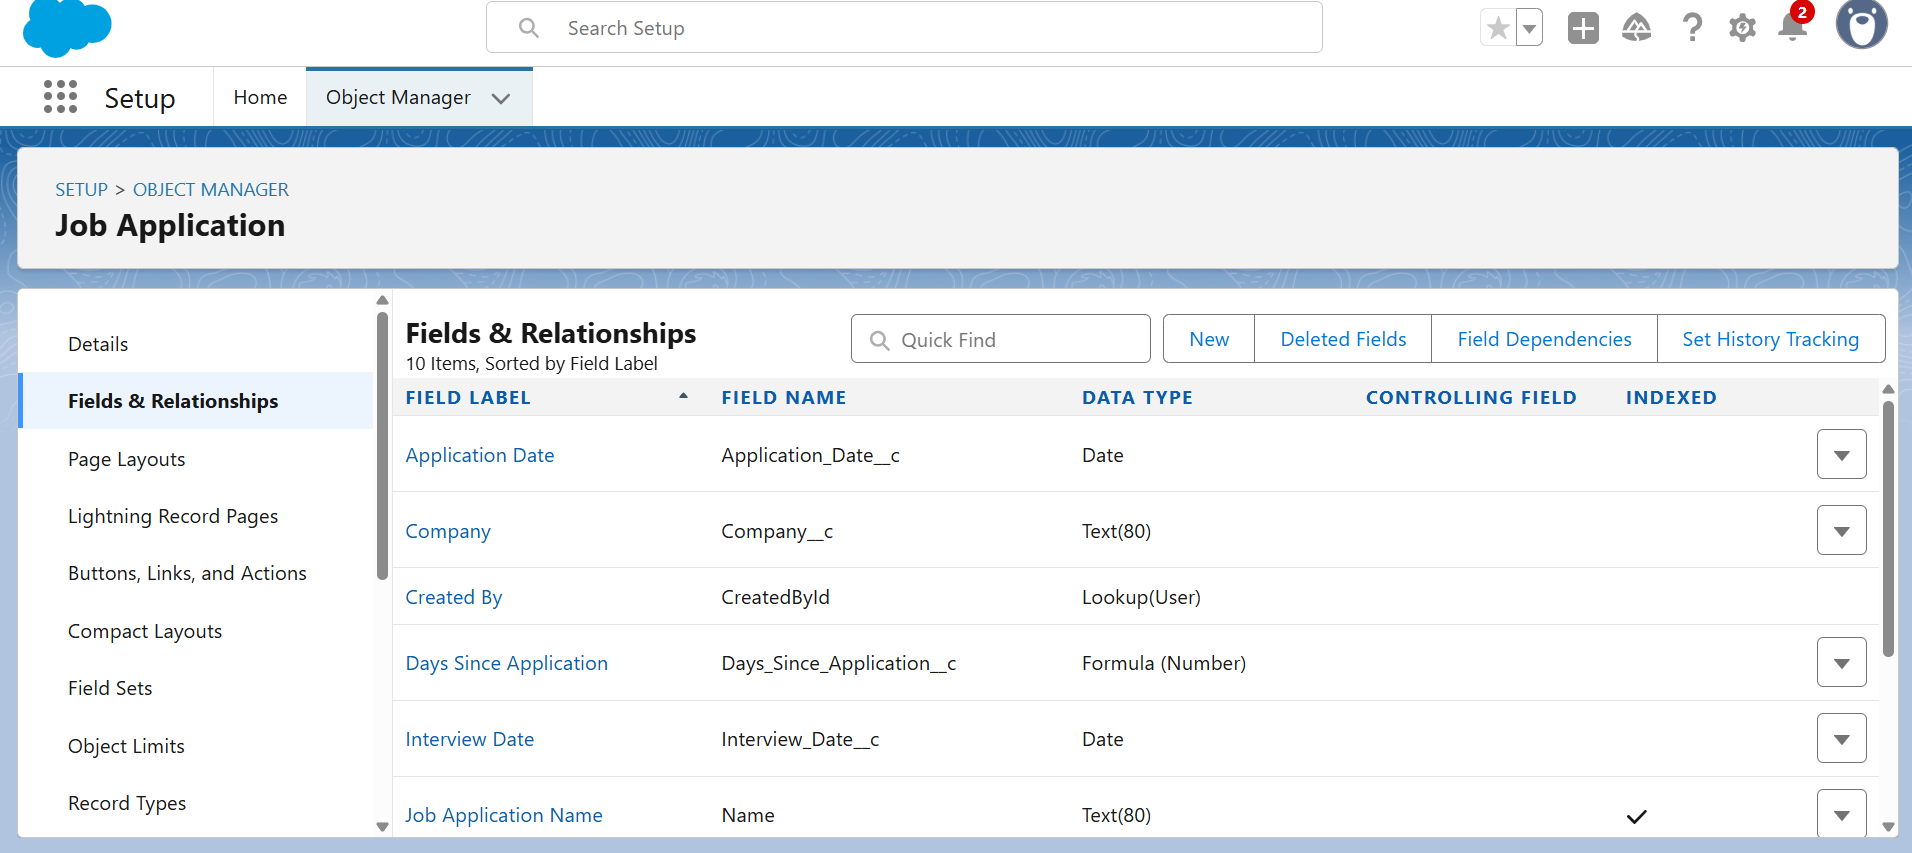 Search Setup
2
Setup
Home
Object Manager
SETUP > OBJECT MANAGER
Job Application
Details
Fields & Relationships
Page Layouts
Lightning Record Pages
Buttons, Links, and Actions
Compact Layouts
Field Sets
Object Limits
Record Types
Fields & Relationships
10 Items, Sorted by Field Label
Quick Find
New
Deleted Fields
Field Dependencies
Set History Tracking
FIELD LABEL FIELD NAME DATA TYPE CONTROLLING FIELD INDEXED
Application Date Application_Date__c Date
Company Company__c Text(80)
Created By CreatedById Lookup(User)
Days Since Application Days_Since_Application__c Formula (Number)
Interview Date Interview_Date__c Date
Job Application Name Name Text(80)